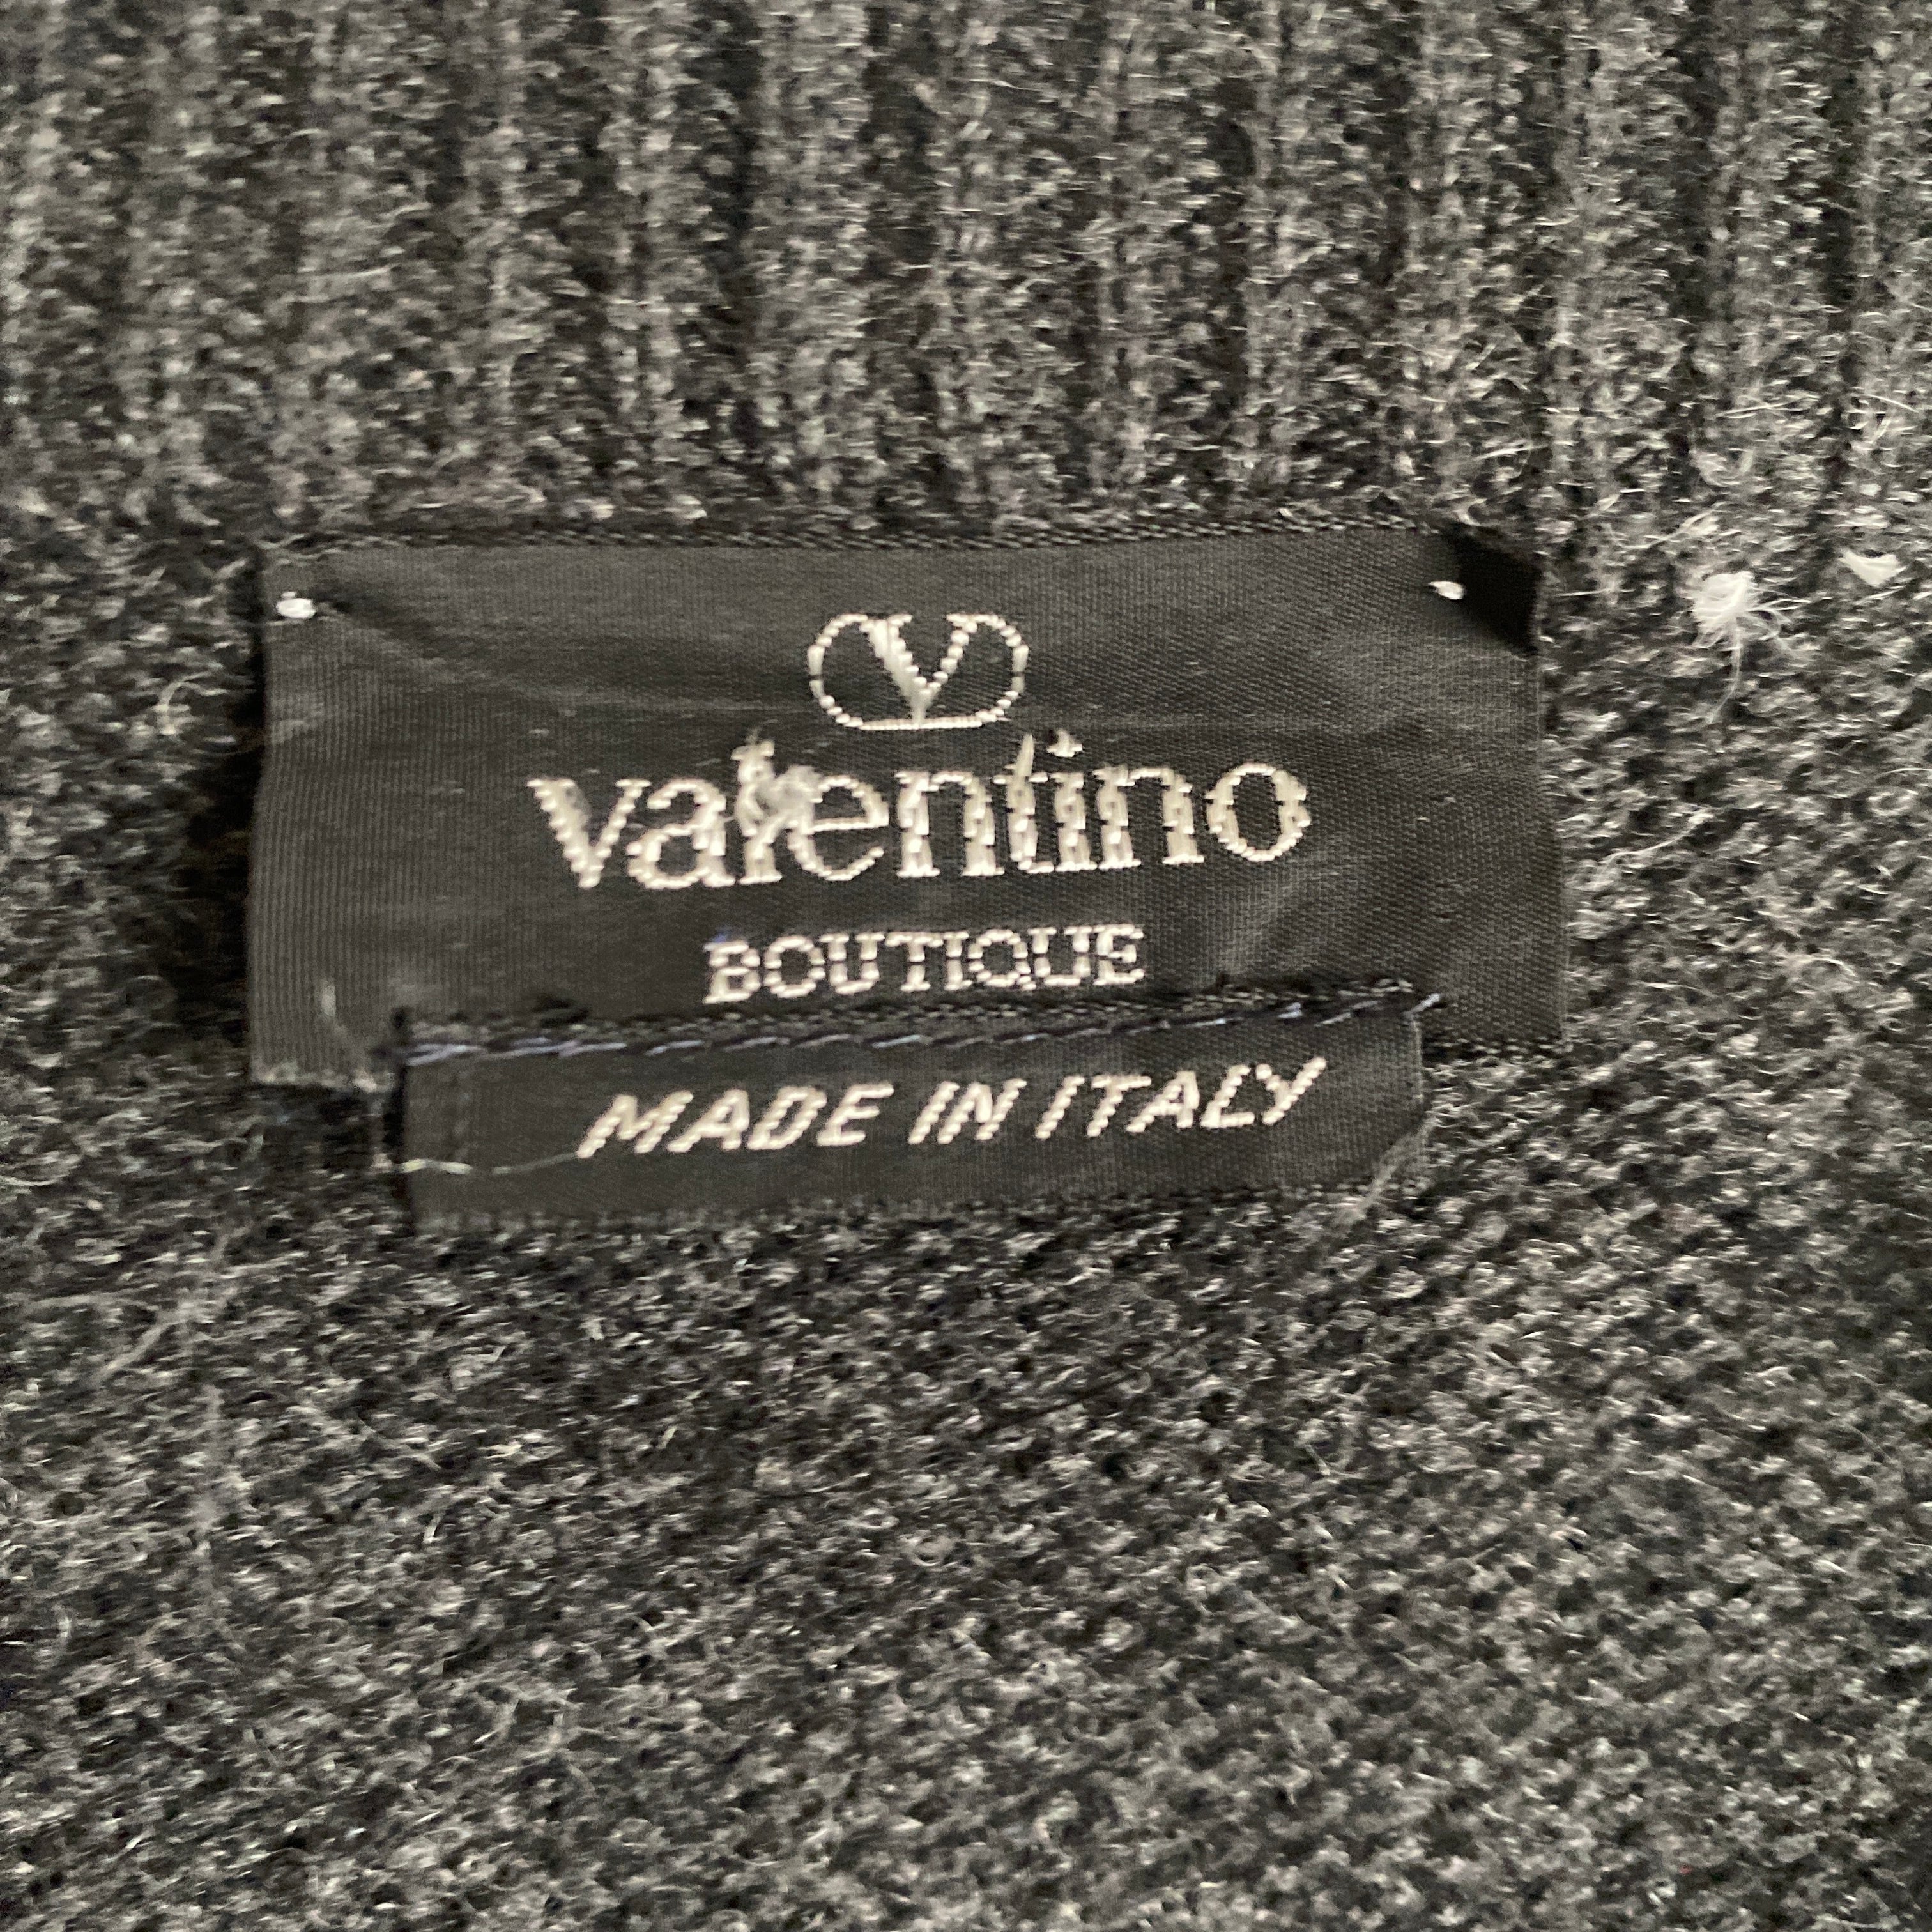 V
valentino
BOUTIQUE
MADE IN ITALY